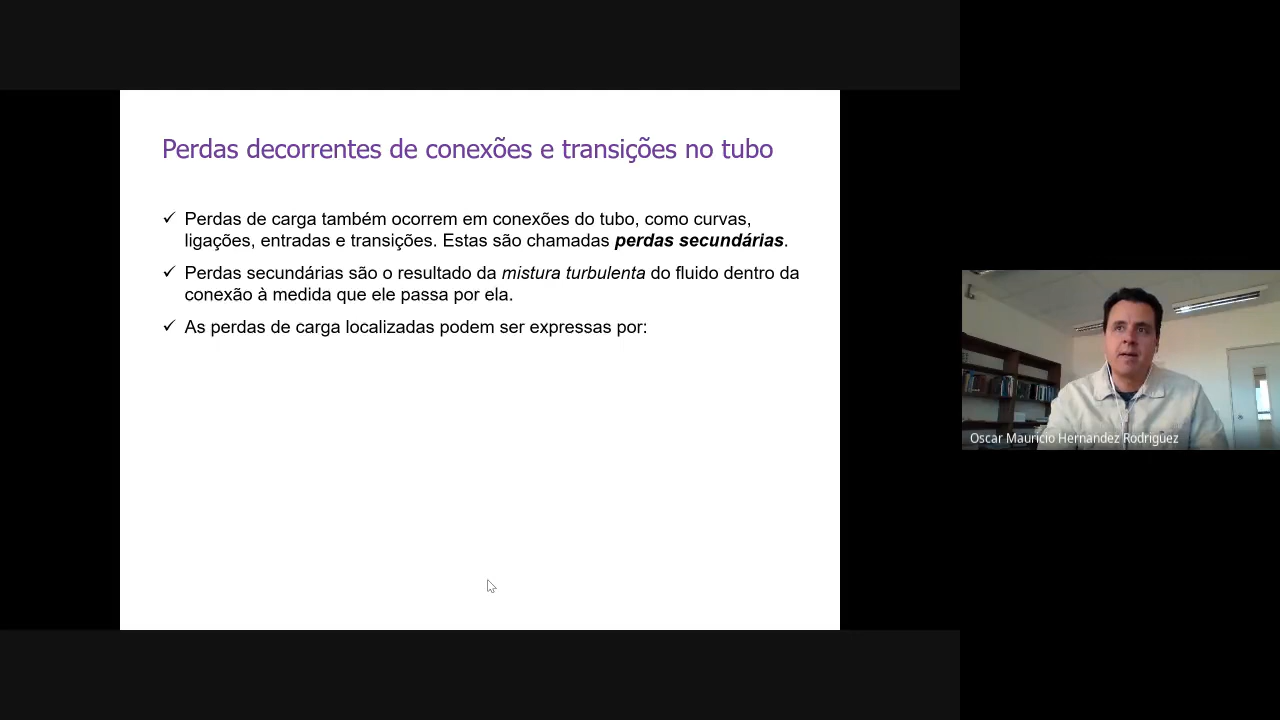 Perdas decorrentes de conexões e transições no tubo
✓ Perdas de carga também ocorrem em conexões do tubo, como curvas,
ligações, entradas e transições. Estas são chamadas perdas secundárias.
✓ Perdas secundárias são o resultado da mistura turbulenta do fluido dentro da
conexão à medida que ele passa por ela.
✓ As perdas de carga localizadas podem ser expressas por:
Oscar Mauricio Hernandez Rodriguez